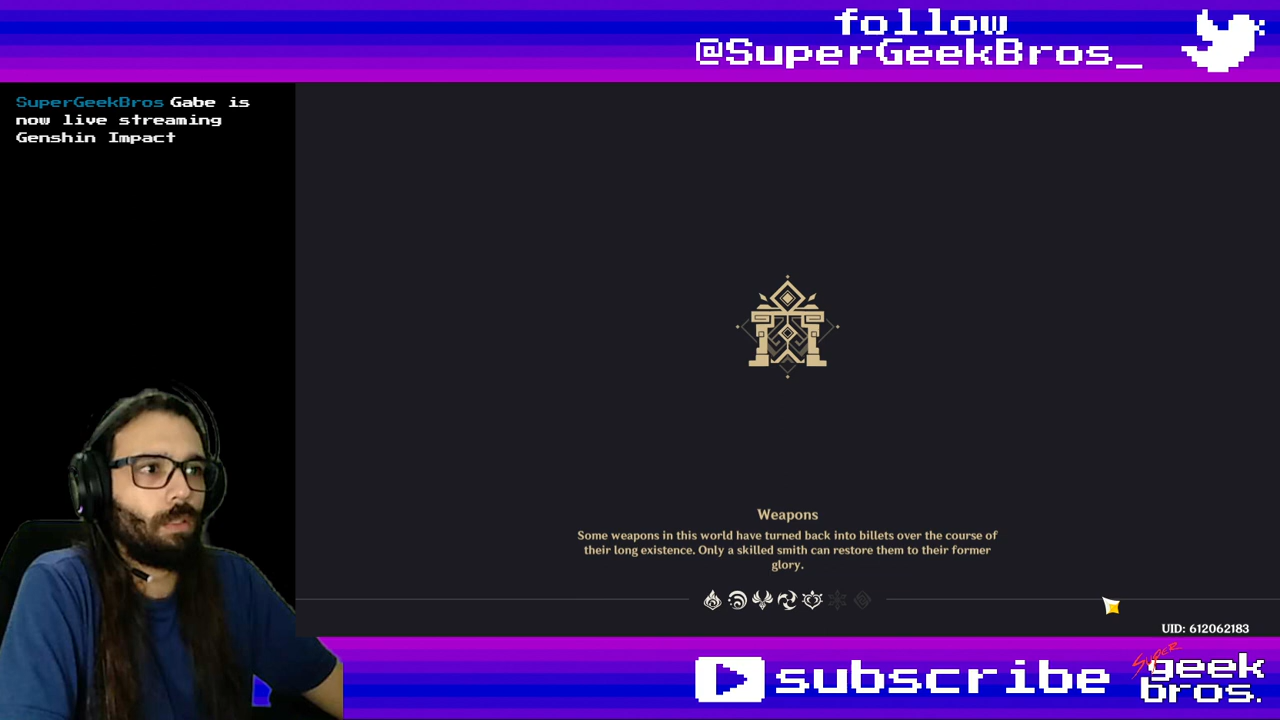 follow
@SuperGeekBros_
SuperGeekBros Gabe is
now live streaming
Genshin Impact
Weapons
Some weapons in this world have turned back into billets over the course of
their long existence. Only a skilled smith can restore them to their former
glory.
UID: 612062183
subscribe
SUPER
geek
bros.